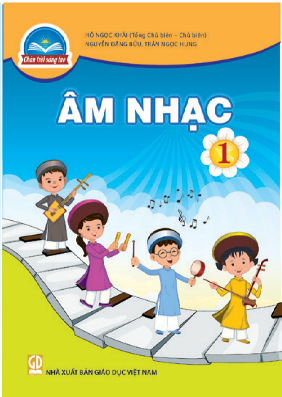 Chân trời sáng tạo
HỒ NGỌC KHẢI (Tổng Chủ biên – Chủ biên)
NGUYỄN ĐĂNG BỬU, TRẦN NGỌC HƯNG
ÂM NHẠC
1
GD
NHÀ XUẤT BẢN GIÁO DỤC VIỆT NAM